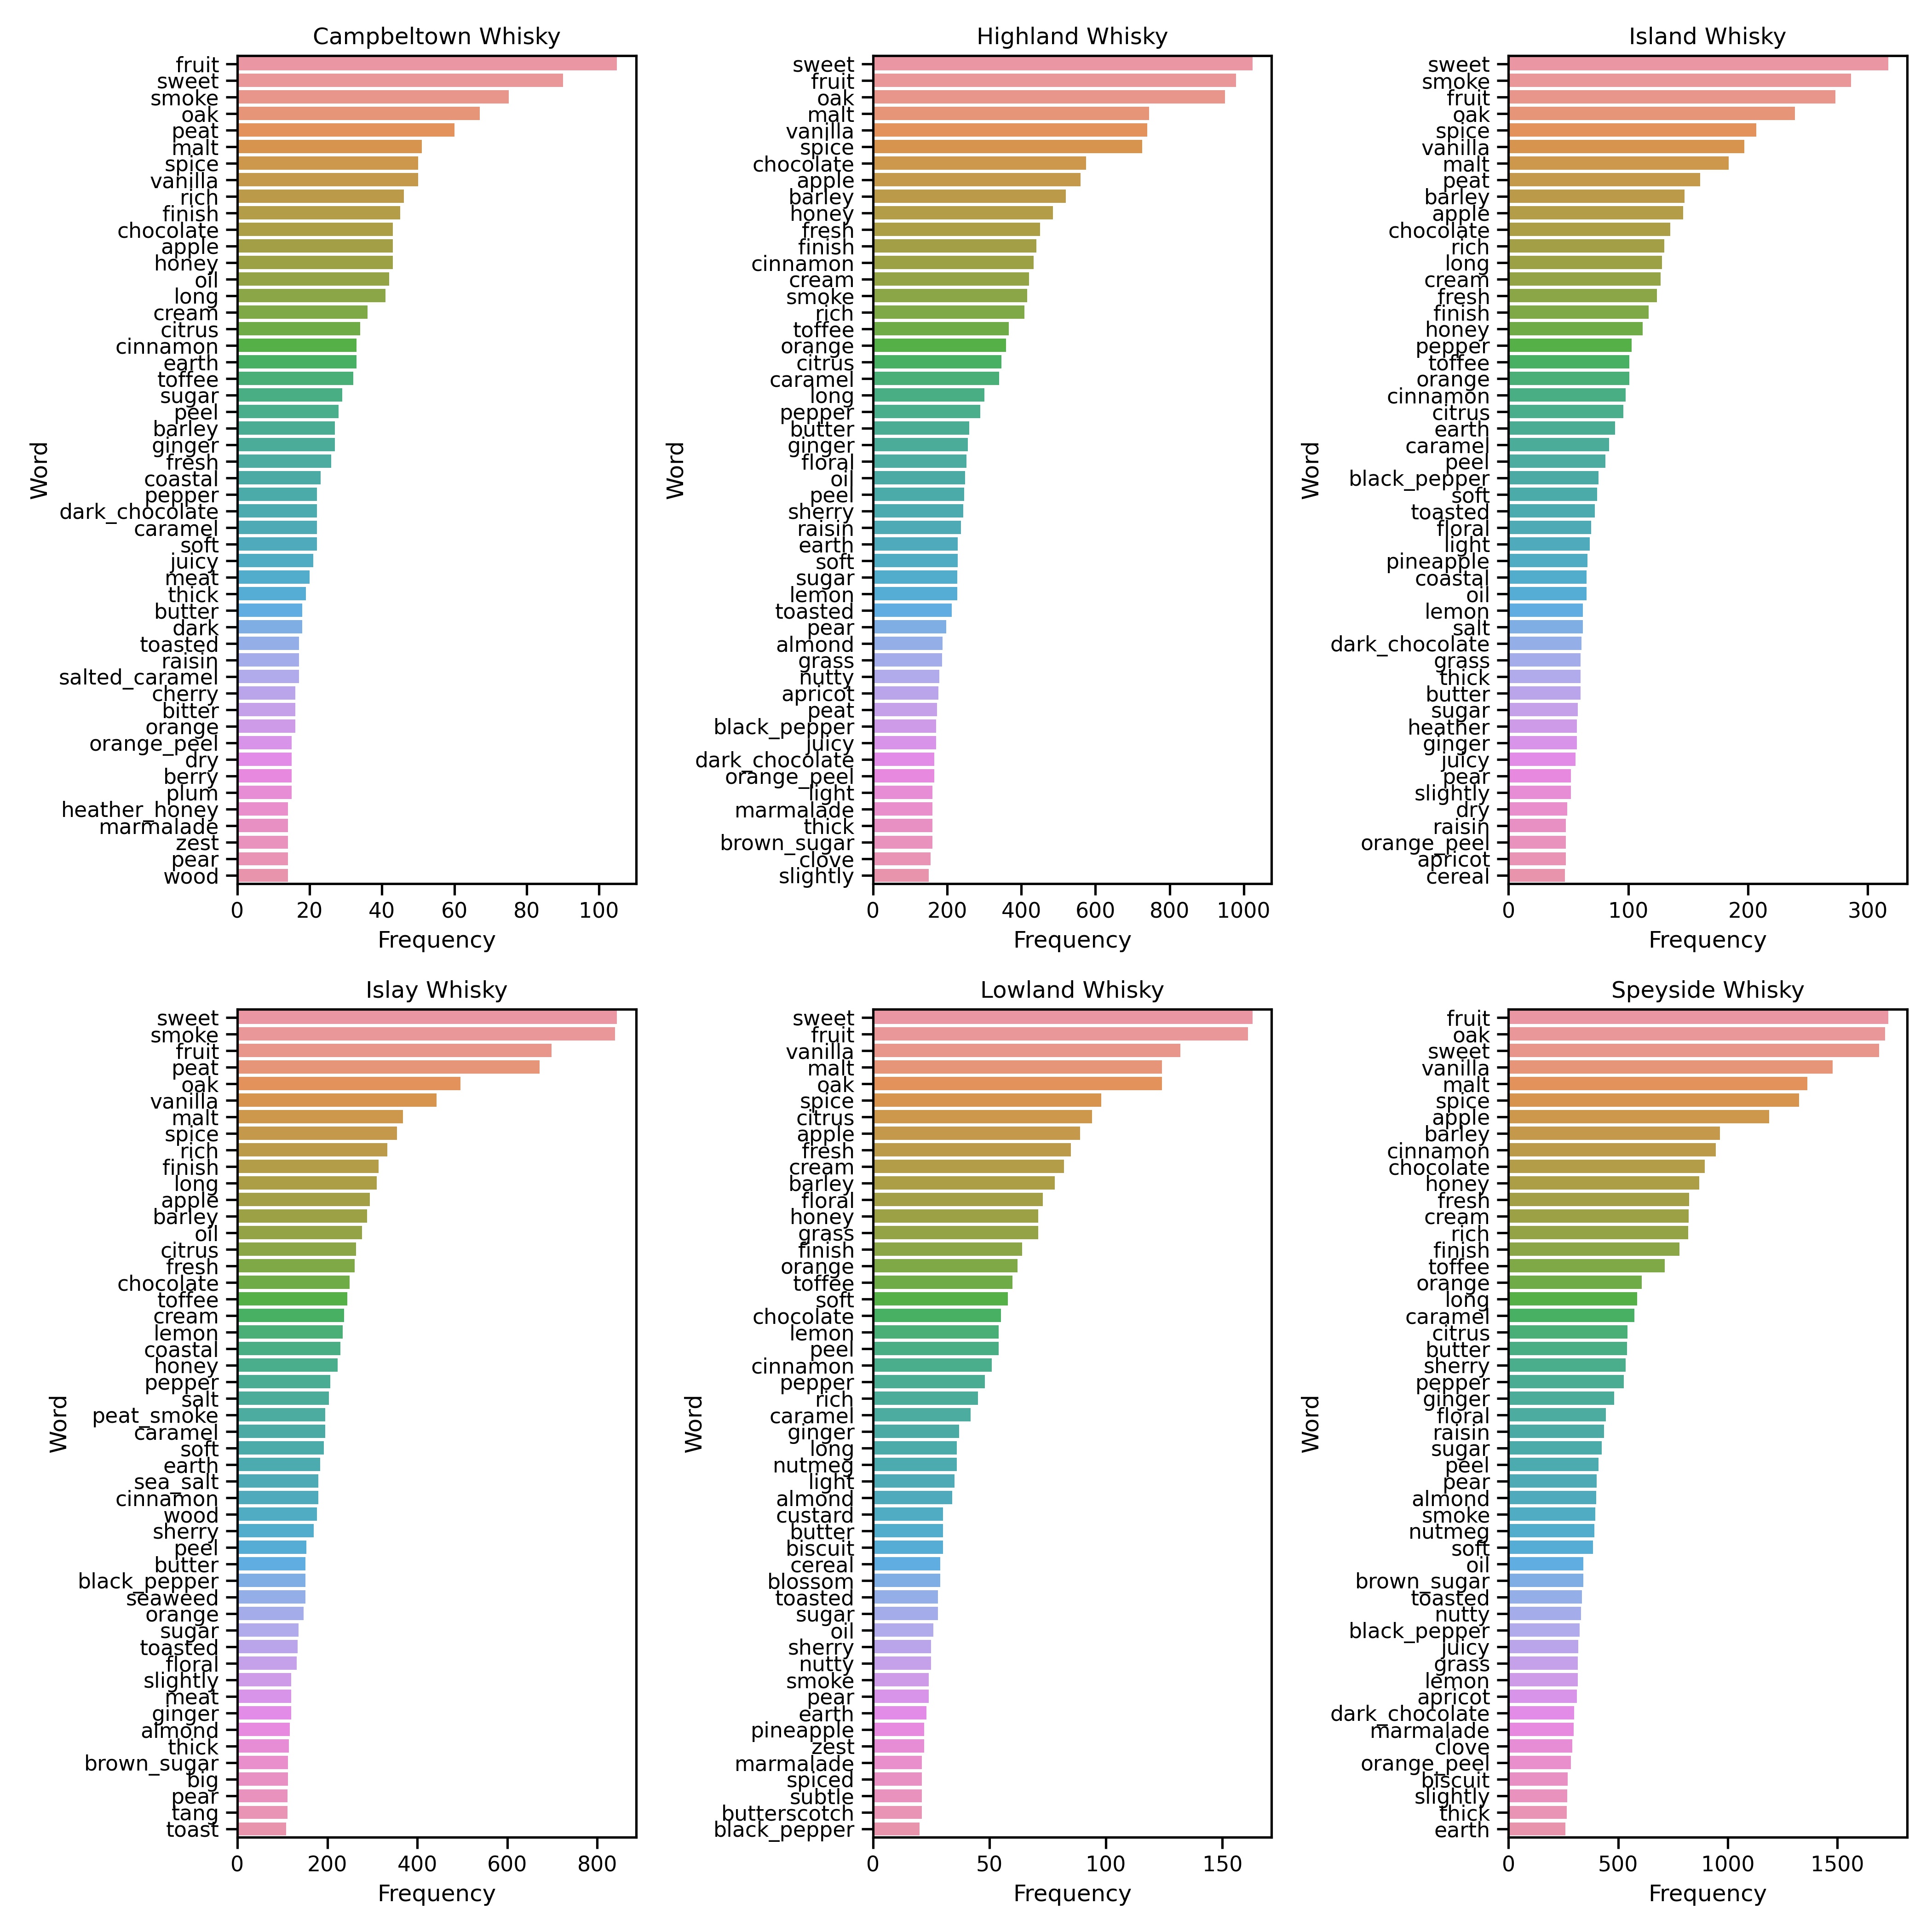 Campbeltown Whisky
Word
fruit
sweet
smoke
oak
peat
malt
spice
vanilla
rich
finish
chocolate
apple
honey
oil
long
cream
citrus
cinnamon
earth
toffee
sugar
peel
barley
ginger
fresh
coastal
pepper
dark_chocolate
caramel
soft
juicy
meat
thick
butter
dark
toasted
raisin
salted_caramel
cherry
bitter
orange
orange_peel
dry
berry
plum
heather_honey
marmalade
zest
pear
wood
0 20 40 60 80 100
Frequency
Highland Whisky
Word
sweet
fruit
oak
malt
vanilla
spice
chocolate
apple
barley
honey
fresh
finish
cinnamon
cream
smoke
rich
toffee
orange
citrus
caramel
long
pepper
butter
ginger
floral
oil
peel
sherry
raisin
earth
soft
sugar
lemon
toasted
pear
almond
grass
nutty
apricot
peat
black_pepper
juicy
dark_chocolate
orange_peel
light
marmalade
thick
brown_sugar
clove
slightly
0 200 400 600 800 1000
Frequency
Island Whisky
Word
sweet
smoke
fruit
oak
spice
vanilla
malt
peat
barley
apple
chocolate
rich
long
cream
fresh
finish
honey
pepper
toffee
orange
cinnamon
citrus
earth
caramel
peel
black_pepper
soft
toasted
floral
light
pineapple
coastal
oil
lemon
salt
dark_chocolate
grass
thick
butter
sugar
heather
ginger
juicy
pear
slightly
dry
raisin
orange_peel
apricot
cereal
0 100 200 300
Frequency
Islay Whisky
Word
sweet
smoke
fruit
peat
oak
vanilla
malt
spice
rich
finish
long
apple
barley
oil
citrus
fresh
chocolate
toffee
cream
lemon
coastal
honey
pepper
salt
peat_smoke
caramel
soft
earth
sea_salt
cinnamon
wood
sherry
peel
butter
black_pepper
seaweed
orange
sugar
toasted
floral
slightly
meat
ginger
almond
thick
brown_sugar
big
pear
tang
toast
0 200 400 600 800
Frequency
Lowland Whisky
Word
sweet
fruit
vanilla
malt
oak
spice
citrus
apple
fresh
cream
barley
floral
honey
grass
finish
orange
toffee
soft
chocolate
lemon
peel
cinnamon
pepper
rich
caramel
ginger
long
nutmeg
light
almond
custard
butter
biscuit
cereal
blossom
toasted
sugar
oil
sherry
nutty
smoke
pear
earth
pineapple
zest
marmalade
spiced
subtle
butterscotch
black_pepper
0 50 100 150
Frequency
Speyside Whisky
Word
fruit
oak
sweet
vanilla
malt
spice
apple
barley
cinnamon
chocolate
honey
fresh
cream
rich
finish
toffee
orange
long
caramel
citrus
butter
sherry
pepper
ginger
floral
raisin
sugar
peel
pear
almond
smoke
nutmeg
soft
oil
brown_sugar
toasted
nutty
black_pepper
juicy
grass
lemon
apricot
dark_chocolate
marmalade
clove
orange_peel
biscuit
slightly
thick
earth
0 500 1000 1500
Frequency